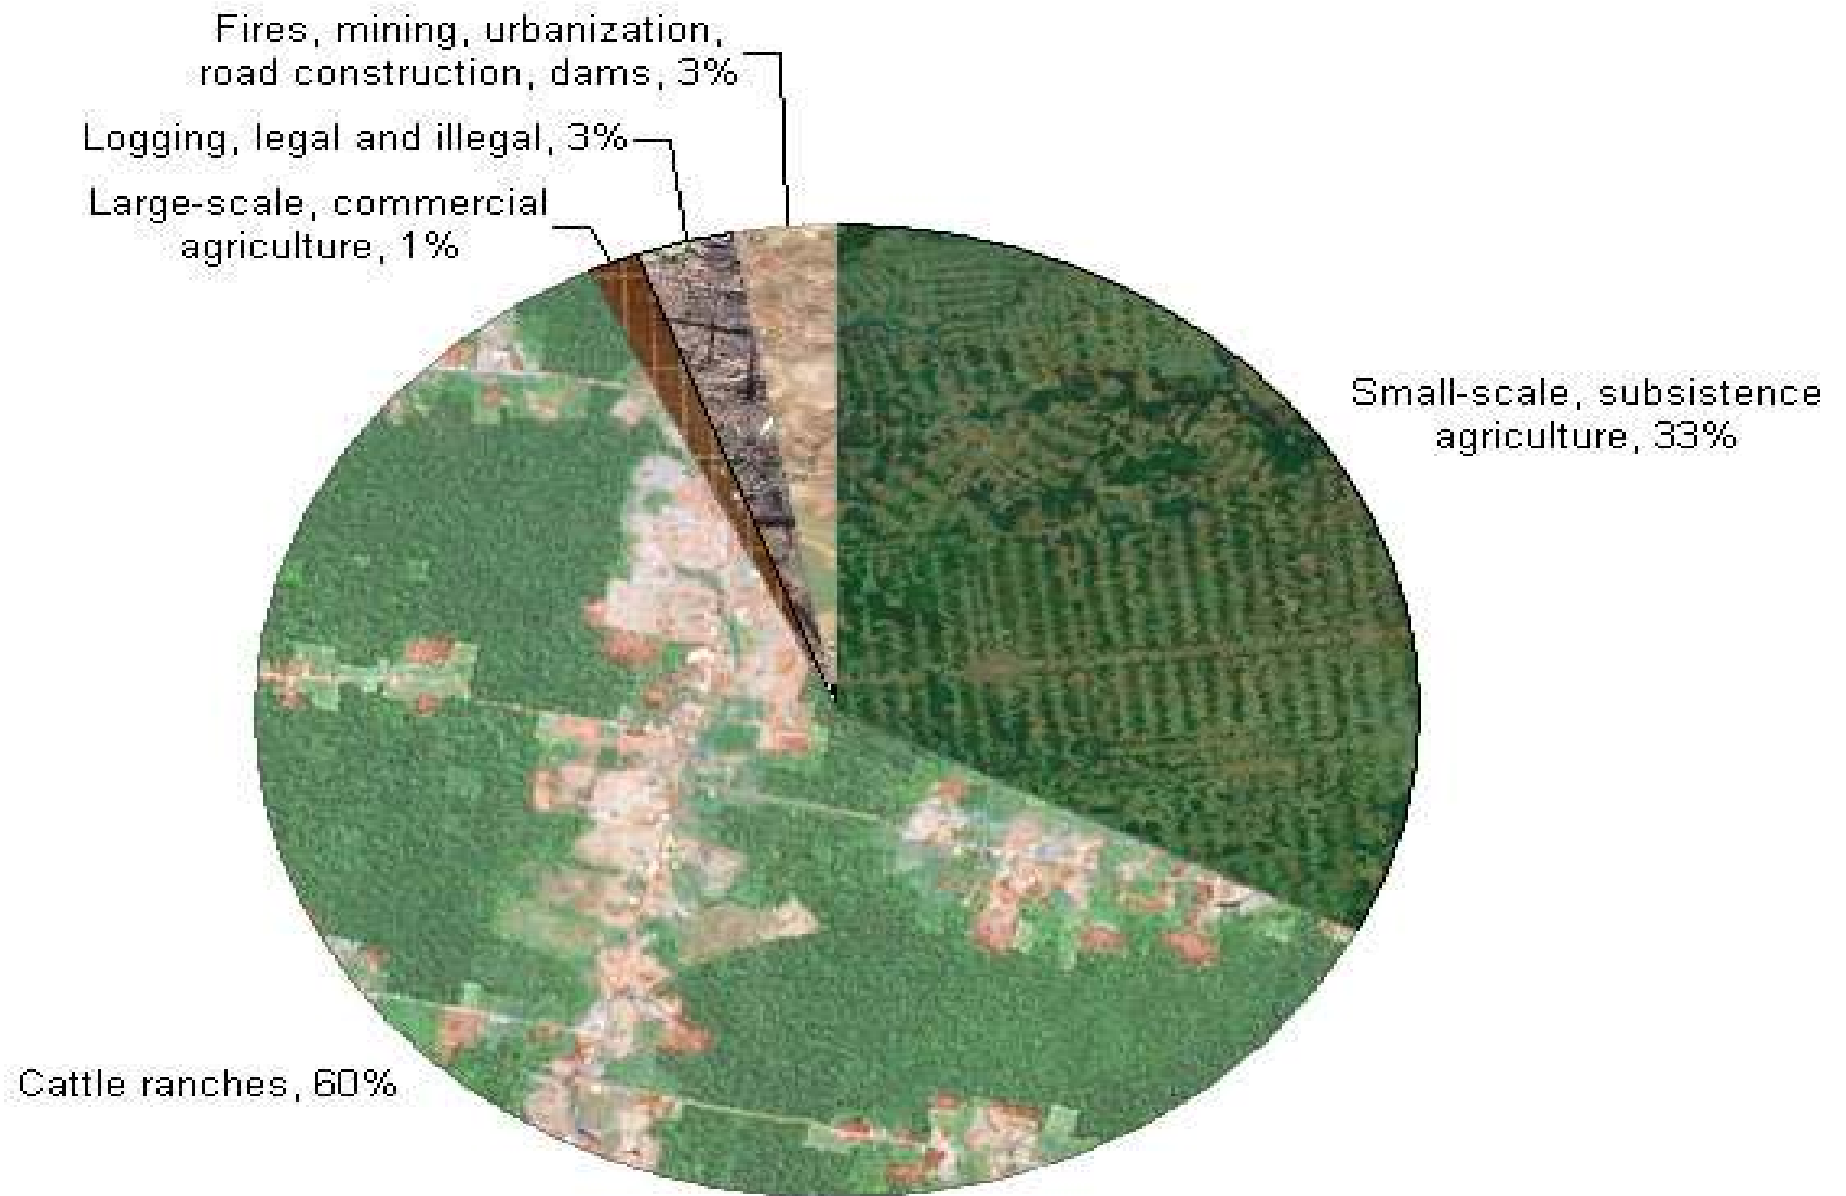 Fires, mining, urbanization,
road construction, dams, 3%
Logging, legal and illegal, 3%
Large-scale, commercial
agriculture, 1%
Small-scale, subsistence
agriculture, 33%
Cattle ranches, 60%